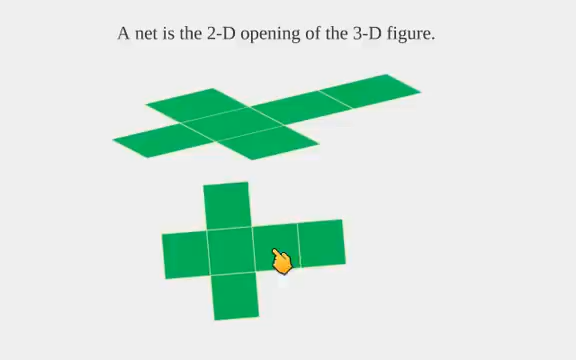 A net is the 2-D opening of the 3-D figure.